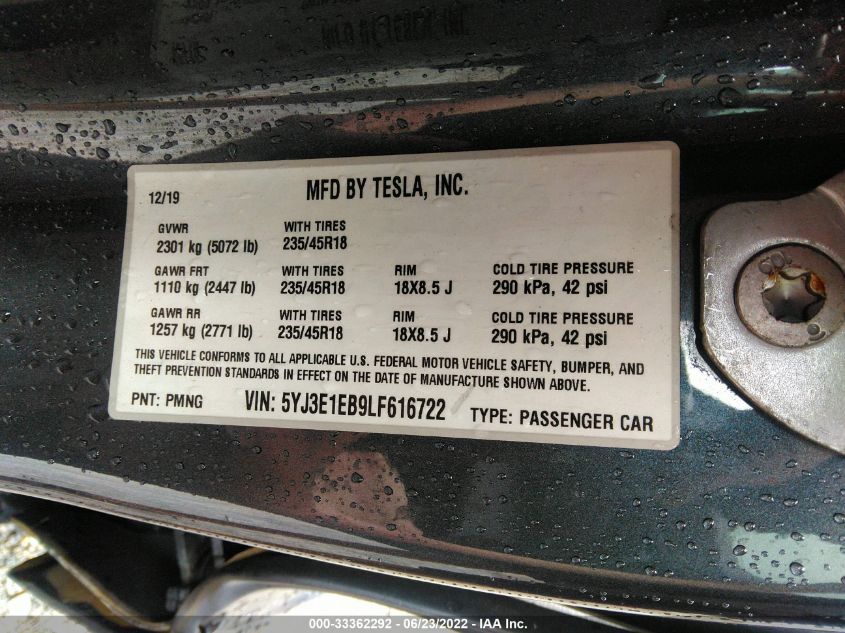 12/19 MFD BY TESLA, INC.
GVWR WITH TIRES
2301 kg (5072 lb) 235/45R18
GAWR FRT WITH TIRES RIM COLD TIRE PRESSURE
1110 kg (2447 lb) 235/45R18 18X8.5 J 290 kPa, 42 psi
GAWR RR WITH TIRES RIM COLD TIRE PRESSURE
1257 kg (2771 lb) 235/45R18 18X8.5 J 290 kPa, 42 psi
THIS VEHICLE CONFORMS TO ALL APPLICABLE U.S. FEDERAL MOTOR VEHICLE SAFETY, BUMPER, AND
THEFT PREVENTION STANDARDS IN EFFECT ON THE DATE OF MANUFACTURE SHOWN ABOVE.
PNT: PMNG VIN: 5YJ3E1EB9LF616722 TYPE: PASSENGER CAR
000-33362292 - 06/23/2022 - IAA Inc.